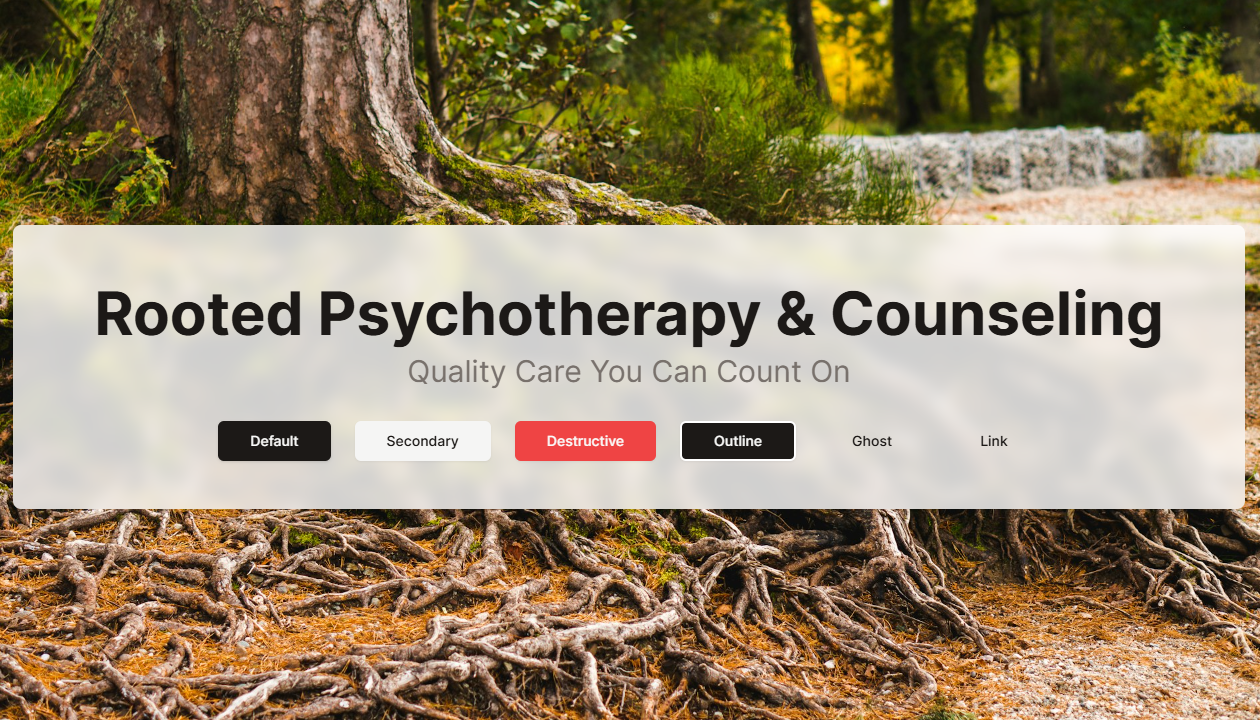 Rooted Psychotherapy & Counseling
Quality Care You Can Count On
Default Secondary Destructive Outline Ghost Link